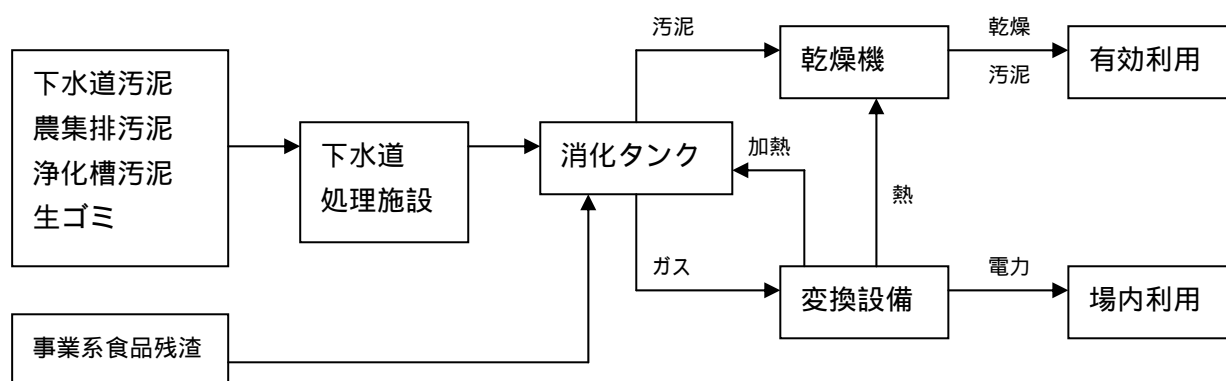 下水道汚泥
農集排汚泥
浄化槽汚泥
生ゴミ
事業系食品残渣
下水道
処理施設
消化タンク
汚泥
加熱
ガス
乾燥機
熱
変換設備
乾燥
汚泥
電力
有効利用
場内利用